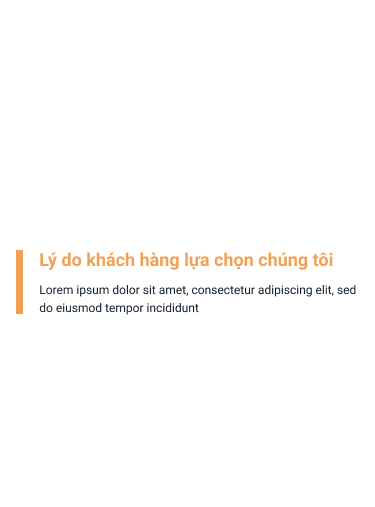 Lý do khách hàng lựa chọn chúng tôi
Lorem ipsum dolor sit amet, consectetur adipiscing elit, sed
do eiusmod tempor incididunt